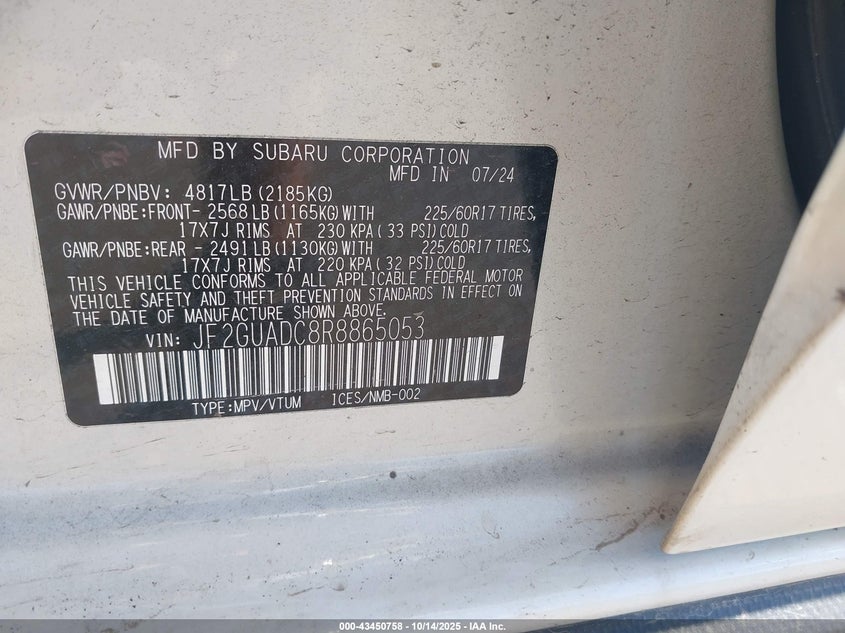 MFD BY SUBARU CORPORATION
MFD IN 07/24
GVWR/PNBV: 4817LB(2185KG)
GAWR/PNBE:FRONT- 2568LB(1165KG)WITH 225/60R17 TIRES,
17X7J RIMS AT 230 KPA( 33 PSI)COLD
GAWR/PNBE:REAR - 2491LB(1130KG)WITH 225/60R17 TIRES,
17X7J RIMS AT 220 KPA( 32 PSI)COLD
THIS VEHICLE CONFORMS TO ALL APPLICABLE FEDERAL MOTOR
VEHICLE SAFETY AND THEFT PREVENTION STANDARDS IN EFFECT ON
THE DATE OF MANUFACTURE SHOWN ABOVE.
VIN: JF2GUADC8R8865053
TYPE:MPV/VTUM ICES/NMB-002
000-43450758 - 10/14/2025 - IAA Inc.